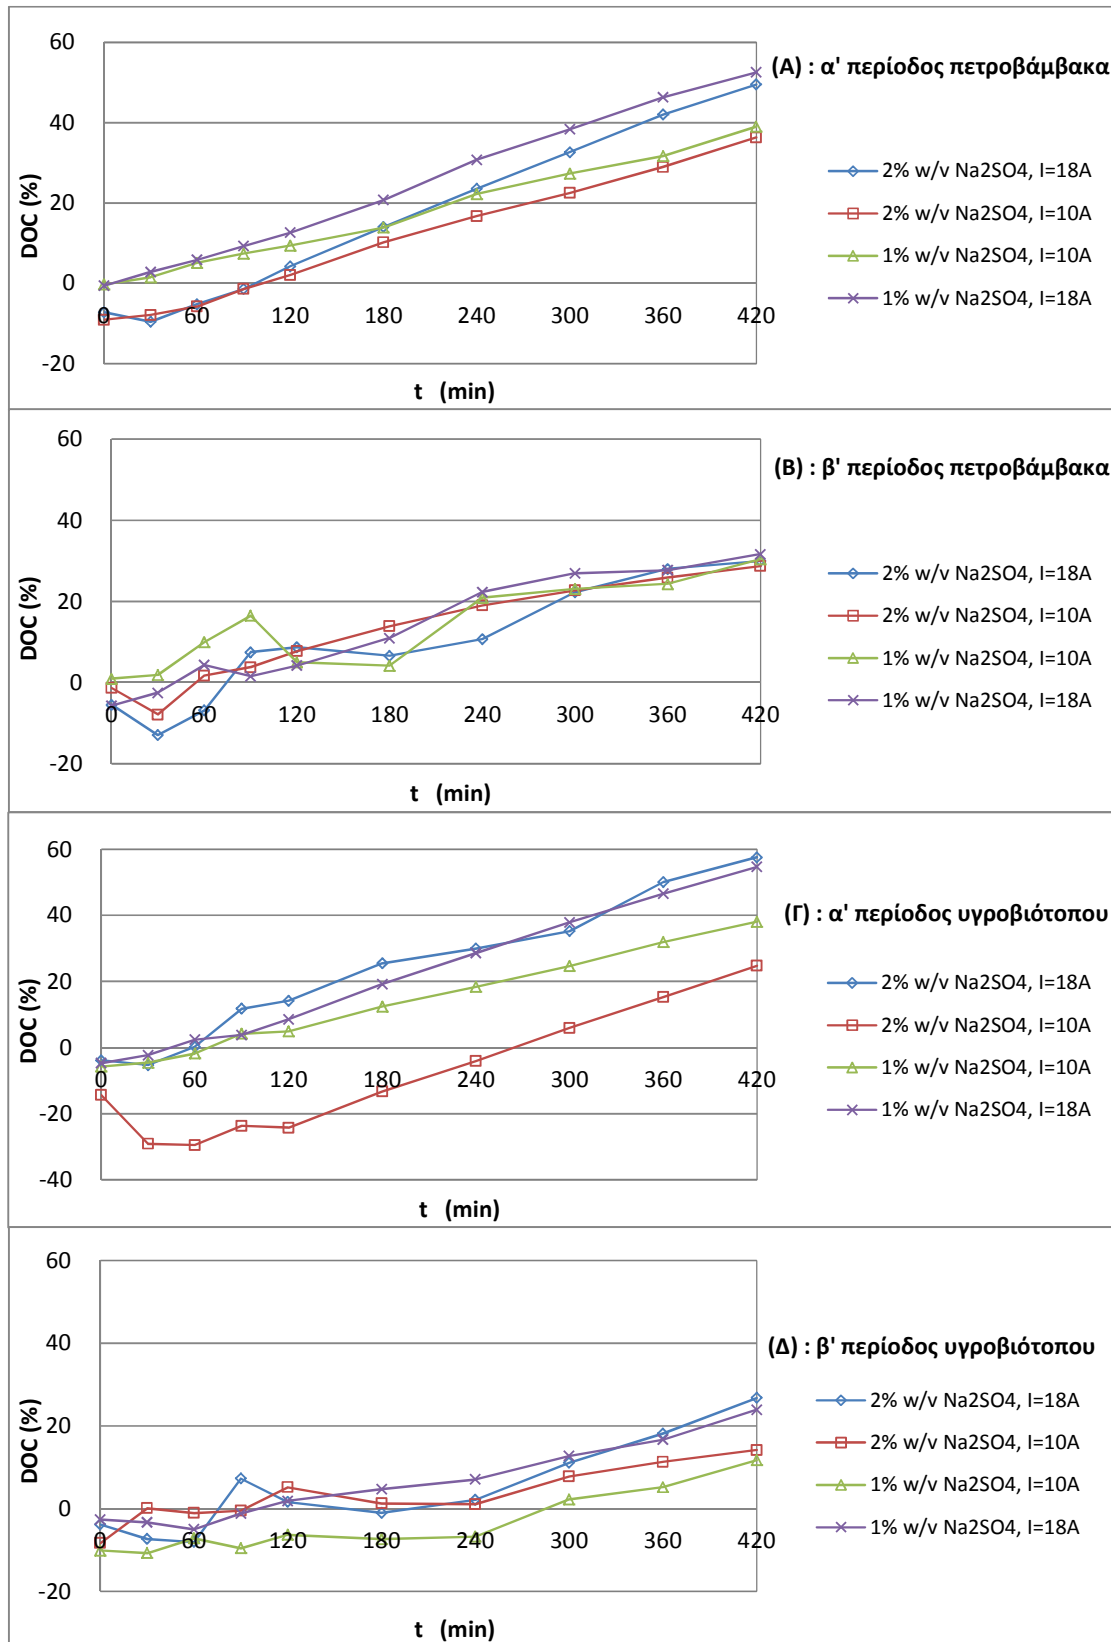 (Α) : α' περίοδος πετροβάμβακα
60
40
20
0
-20
DOC (%)
0 60 120 180 240 300 360 420
t (min)
2% w/v Na2SO4, I=18A
2% w/v Na2SO4, I=10A
1% w/v Na2SO4, I=10A
1% w/v Na2SO4, I=18A
(Β) : β' περίοδος πετροβάμβακα
60
40
20
0
-20
DOC (%)
0 60 120 180 240 300 360 420
t (min)
2% w/v Na2SO4, I=18A
2% w/v Na2SO4, I=10A
1% w/v Na2SO4, I=10A
1% w/v Na2SO4, I=18A
(Γ) : α' περίοδος υγροβιότοπου
60
40
20
0
-20
-40
DOC (%)
0 60 120 180 240 300 360 420
t (min)
2% w/v Na2SO4, I=18A
2% w/v Na2SO4, I=10A
1% w/v Na2SO4, I=10A
1% w/v Na2SO4, I=18A
(Δ) : β' περίοδος υγροβιότοπου
60
40
20
0
-20
DOC (%)
0 60 120 180 240 300 360 420
t (min)
2% w/v Na2SO4, I=18A
2% w/v Na2SO4, I=10A
1% w/v Na2SO4, I=10A
1% w/v Na2SO4, I=18A